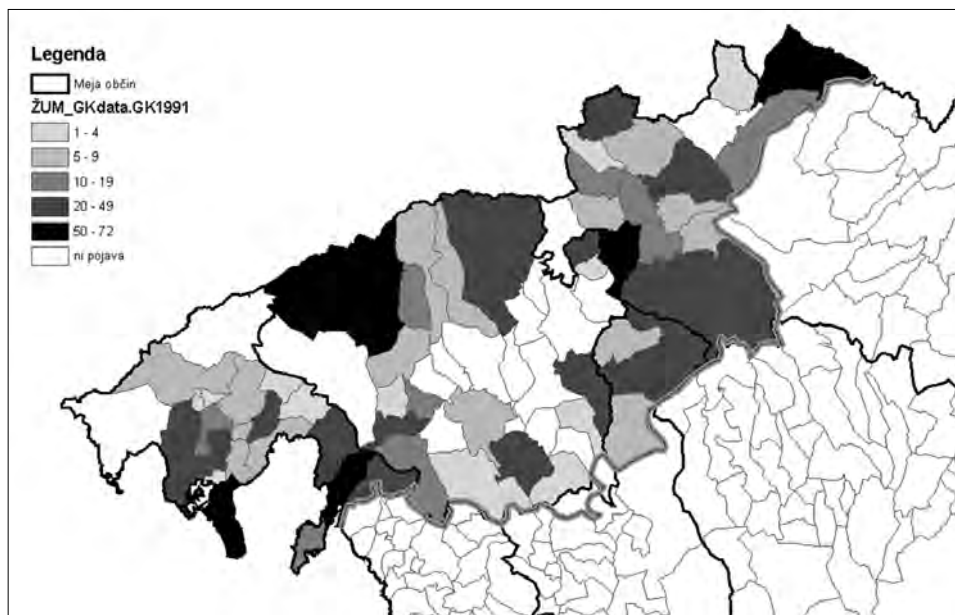 Legenda
Meja občin
ŽUM_GKdata.GK1991
1 - 4
5 - 9
10 - 19
20 - 49
50 - 72
ni pojava